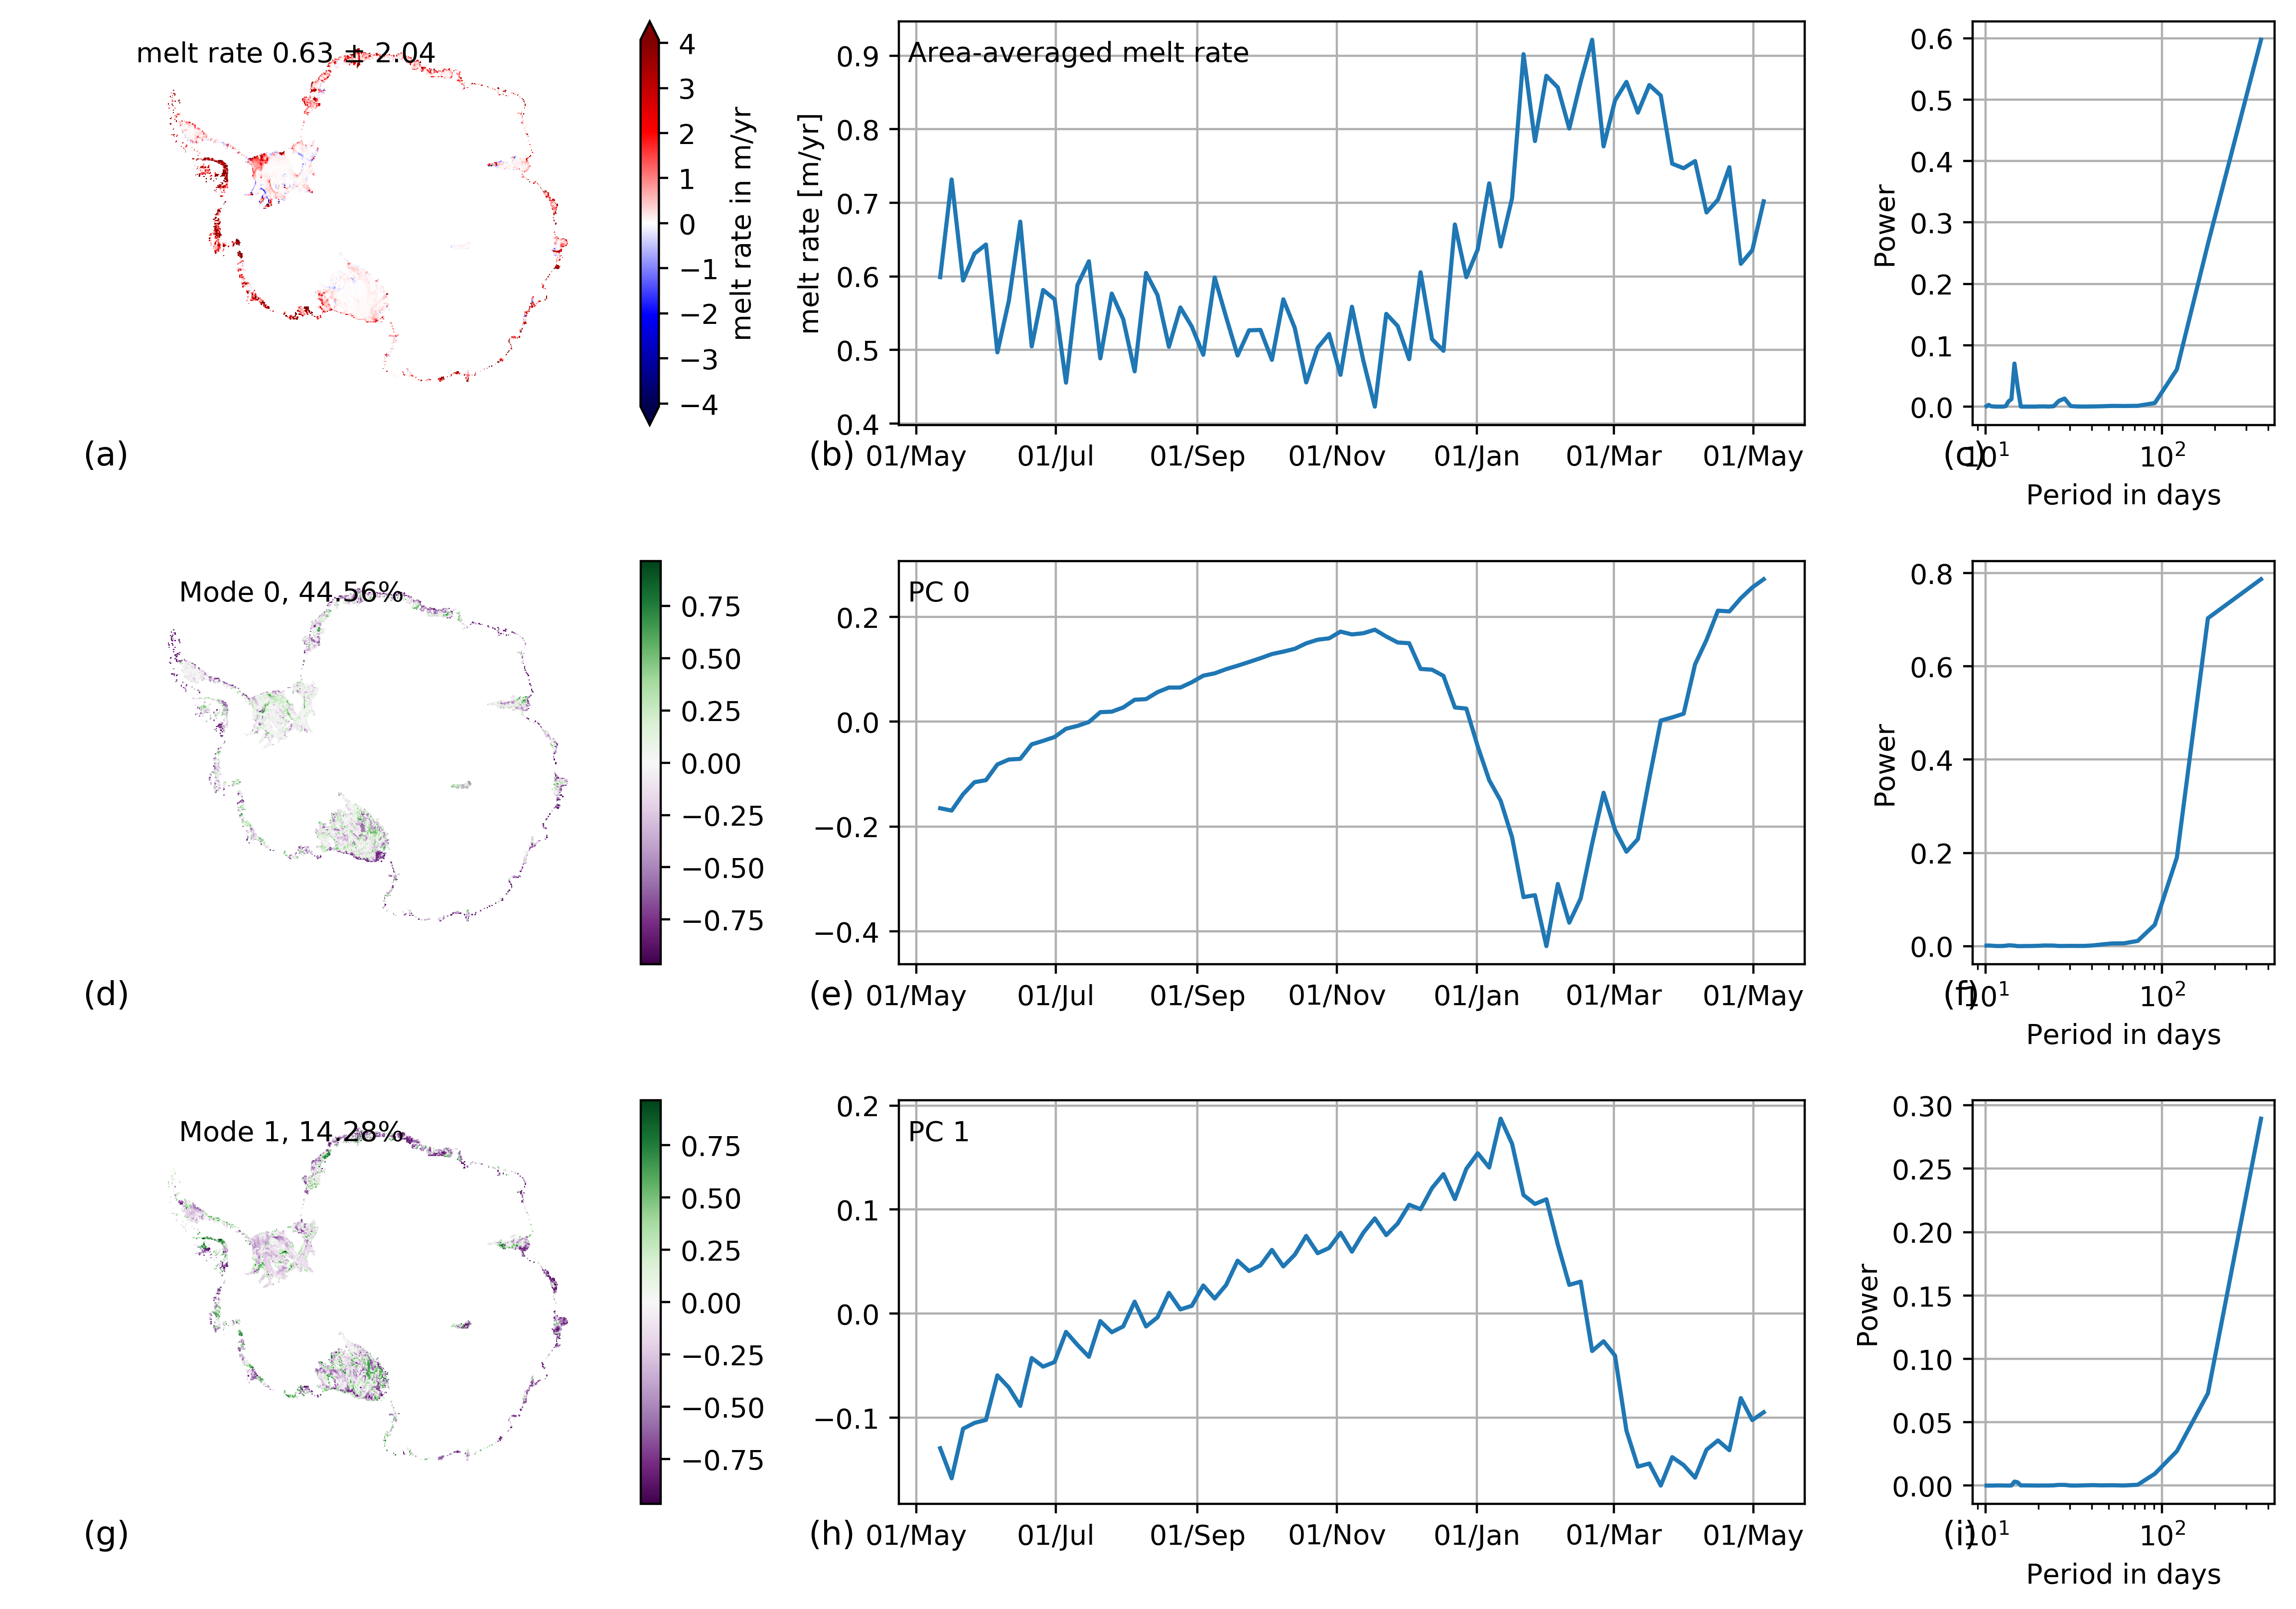 melt rate 0.63 ± 2.04
4
3
2
1
0
−1
−2
−3
−4
melt rate in m/yr
(a)
Area-averaged melt rate
melt rate [m/yr]
0.9
0.8
0.7
0.6
0.5
0.4
(b)
01/May 01/Jul 01/Sep 01/Nov 01/Jan 01/Mar 01/May
Power
0.6
0.5
0.4
0.3
0.2
0.1
0.0
(c)
10¹ 10²
Period in days
Mode 0, 44.56%
0.75
0.50
0.25
0.00
−0.25
−0.50
−0.75
(d)
PC 0
0.2
0.0
−0.2
−0.4
(e)
01/May 01/Jul 01/Sep 01/Nov 01/Jan 01/Mar 01/May
Power
0.8
0.6
0.4
0.2
0.0
(f)
10¹ 10²
Period in days
Mode 1, 14.28%
0.75
0.50
0.25
0.00
−0.25
−0.50
−0.75
(g)
PC 1
0.2
0.1
0.0
−0.1
(h)
01/May 01/Jul 01/Sep 01/Nov 01/Jan 01/Mar 01/May
Power
0.30
0.25
0.20
0.15
0.10
0.05
0.00
(i)
10¹ 10²
Period in days